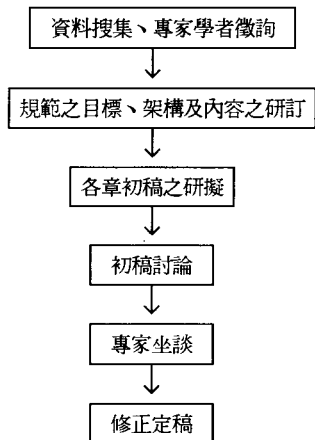 資料搜集、專家學者徵詢
規範之目標、架構及內容之研訂
各章初稿之研擬
初稿討論
專家坐談
修正定稿